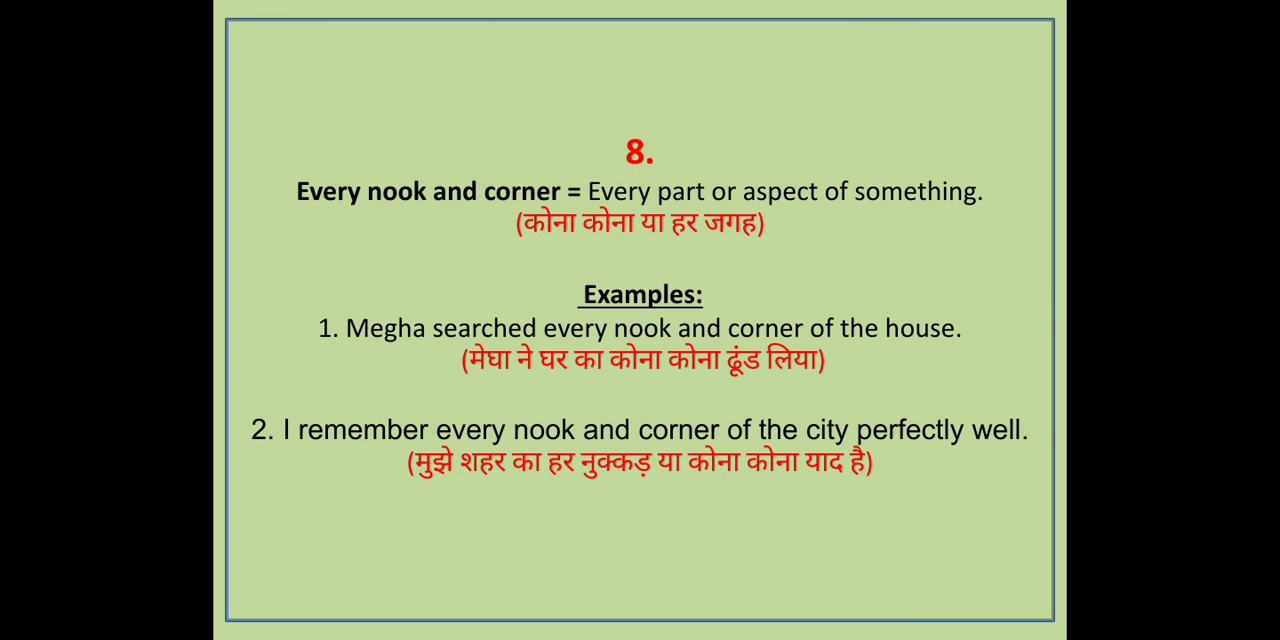 8.
Every nook and corner = Every part or aspect of something.
(कोना कोना या हर जगह)
Examples:
1. Megha searched every nook and corner of the house.
(मेघा ने घर का कोना कोना ढूंड लिया)
2. I remember every nook and corner of the city perfectly well.
(मुझे शहर का हर नुक्कड़ या कोना कोना याद है)